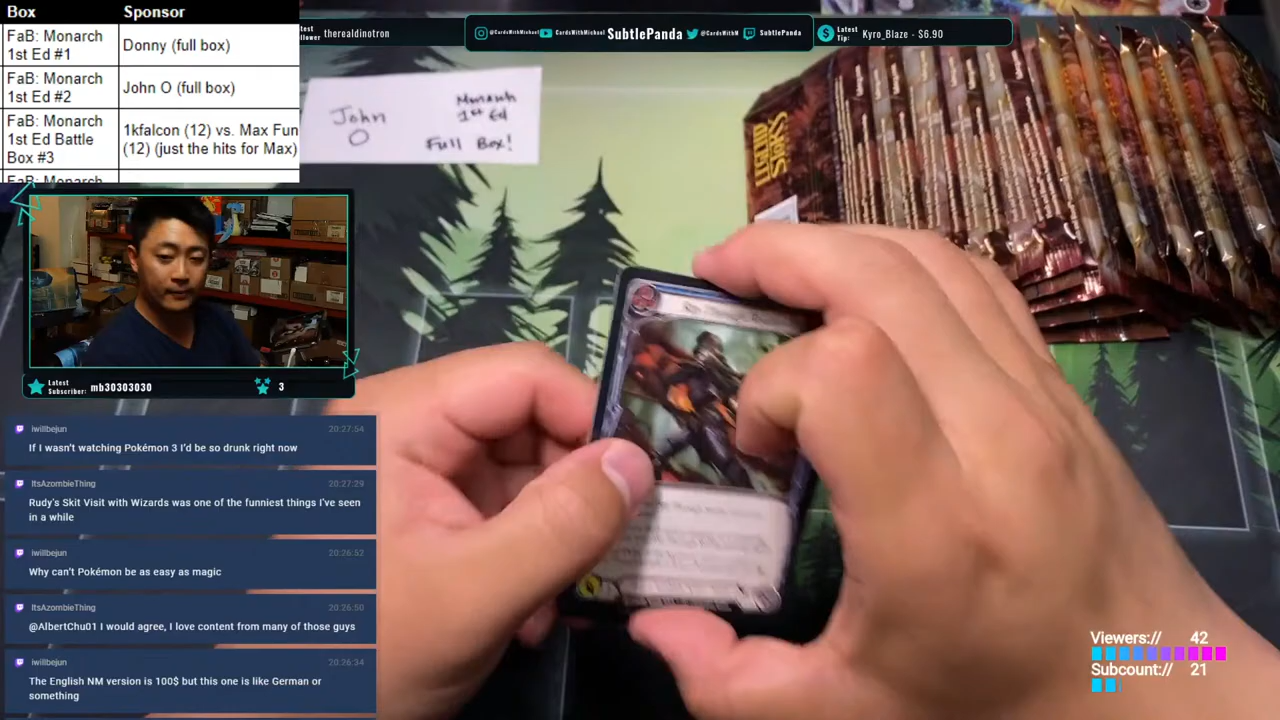 Box Sponsor
FaB: Monarch
1st Ed #1
Donny (full box)
FaB: Monarch
1st Ed #2
John O (full box)
FaB: Monarch
1st Ed Battle
Box #3
1kfalcon (12) vs. Max Fun
(12) (just the hits for Max)
therealdinotron
@CardsWithMichael
SubtlePanda
@CardsWithM
SubtlePanda
Latest
Tip:
Kyro_Blaze - $6.90
John
O
Monarch
1st Ed
Full Box!
Latest
Subscriber:
mb30303030
3
iwillbejun 20:27:54
If I wasn't watching Pokémon 3 I'd be so drunk right now
ItsAzombieThing 20:27:29
Rudy's Skit Visit with Wizards was one of the funniest things I've seen
in a while
iwillbejun 20:26:52
Why can't Pokémon be as easy as magic
ItsAzombieThing 20:26:50
@AlbertChu01 I would agree, I love content from many of those guys
iwillbejun 20:26:34
The English NM version is 100$ but this one is like German or
something
Viewers:// 42
Subcount:// 21